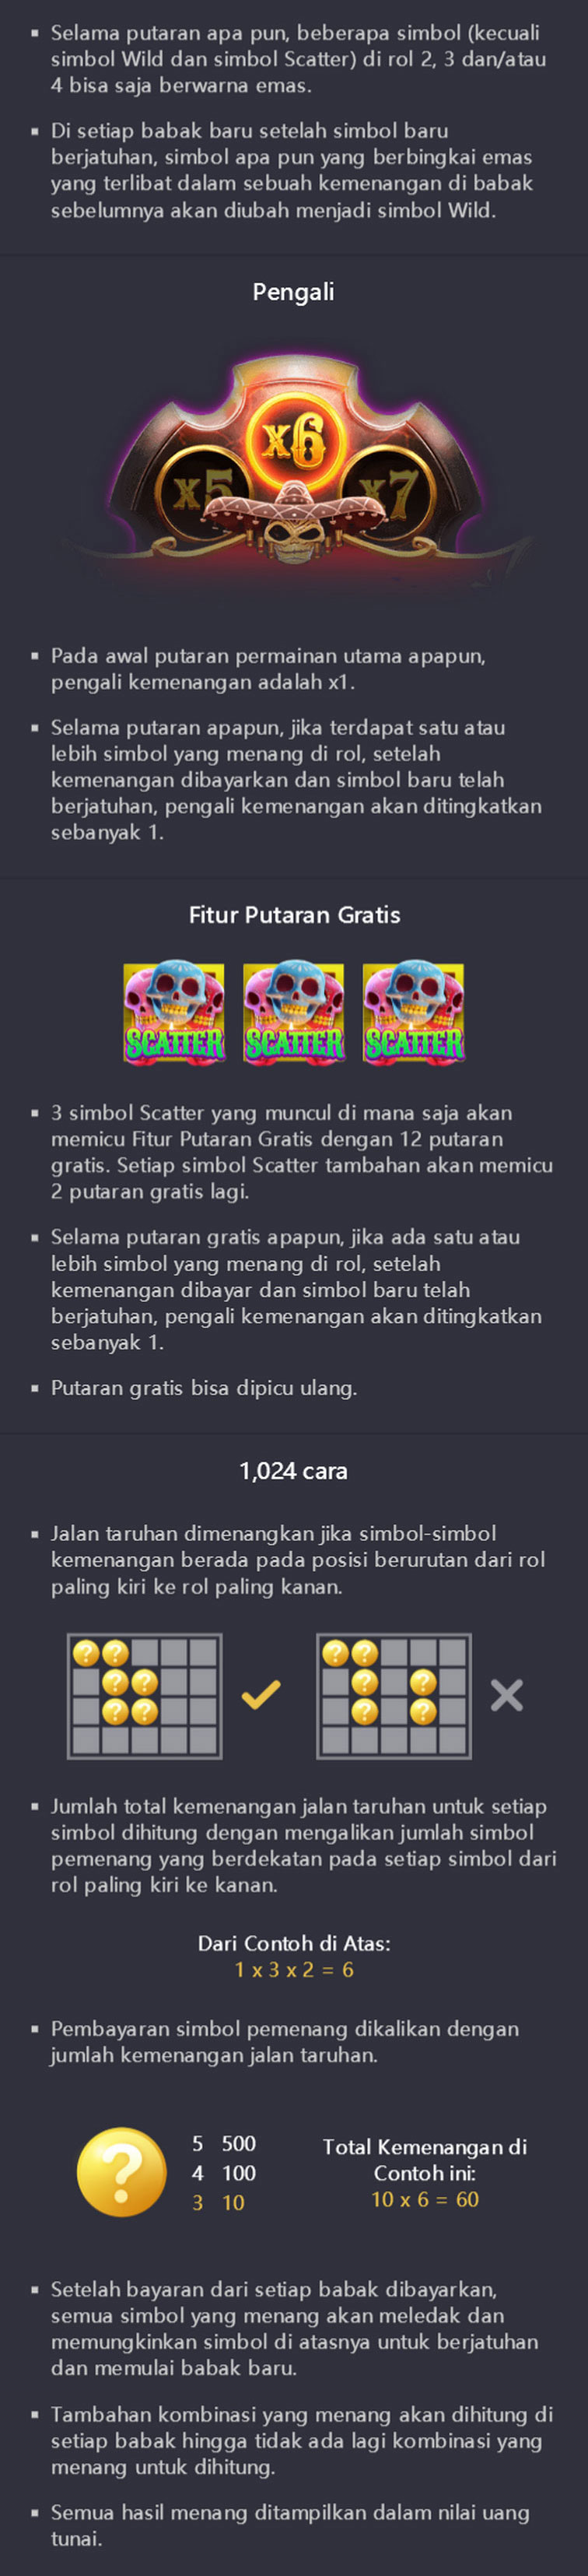 ▪ Selama putaran apa pun, beberapa simbol (kecuali
simbol Wild dan simbol Scatter) di rol 2, 3 dan/atau
4 bisa saja berwarna emas.
▪ Di setiap babak baru setelah simbol baru
berjatuhan, simbol apa pun yang berbingkai emas
yang terlibat dalam sebuah kemenangan di babak
sebelumnya akan diubah menjadi simbol Wild.
Pengali
x6
x5 x7
▪ Pada awal putaran permainan utama apapun,
pengali kemenangan adalah x1.
▪ Selama putaran apapun, jika terdapat satu atau
lebih simbol yang menang di rol, setelah
kemenangan dibayarkan dan simbol baru telah
berjatuhan, pengali kemenangan akan ditingkatkan
sebanyak 1.
Fitur Putaran Gratis
SCATTER SCATTER SCATTER
▪ 3 simbol Scatter yang muncul di mana saja akan
memicu Fitur Putaran Gratis dengan 12 putaran
gratis. Setiap simbol Scatter tambahan akan memicu
2 putaran gratis lagi.
▪ Selama putaran gratis apapun, jika ada satu atau
lebih simbol yang menang di rol, setelah
kemenangan dibayar dan simbol baru telah
berjatuhan, pengali kemenangan akan ditingkatkan
sebanyak 1.
▪ Putaran gratis bisa dipicu ulang.
1,024 cara
▪ Jalan taruhan dimenangkan jika simbol-simbol
kemenangan berada pada posisi berurutan dari rol
paling kiri ke rol paling kanan.
? ? ? ?
? ? ? ?
? ? ? ?
▪ Jumlah total kemenangan jalan taruhan untuk setiap
simbol dihitung dengan mengalikan jumlah simbol
pemenang yang berdekatan pada setiap simbol dari
rol paling kiri ke kanan.
Dari Contoh di Atas:
1 x 3 x 2 = 6
▪ Pembayaran simbol pemenang dikalikan dengan
jumlah kemenangan jalan taruhan.
?
5 500
4 100
3 10
Total Kemenangan di
Contoh ini:
10 x 6 = 60
▪ Setelah bayaran dari setiap babak dibayarkan,
semua simbol yang menang akan meledak dan
memungkinkan simbol di atasnya untuk berjatuhan
dan memulai babak baru.
▪ Tambahan kombinasi yang menang akan dihitung di
setiap babak hingga tidak ada lagi kombinasi yang
menang untuk dihitung.
▪ Semua hasil menang ditampilkan dalam nilai uang
tunai.